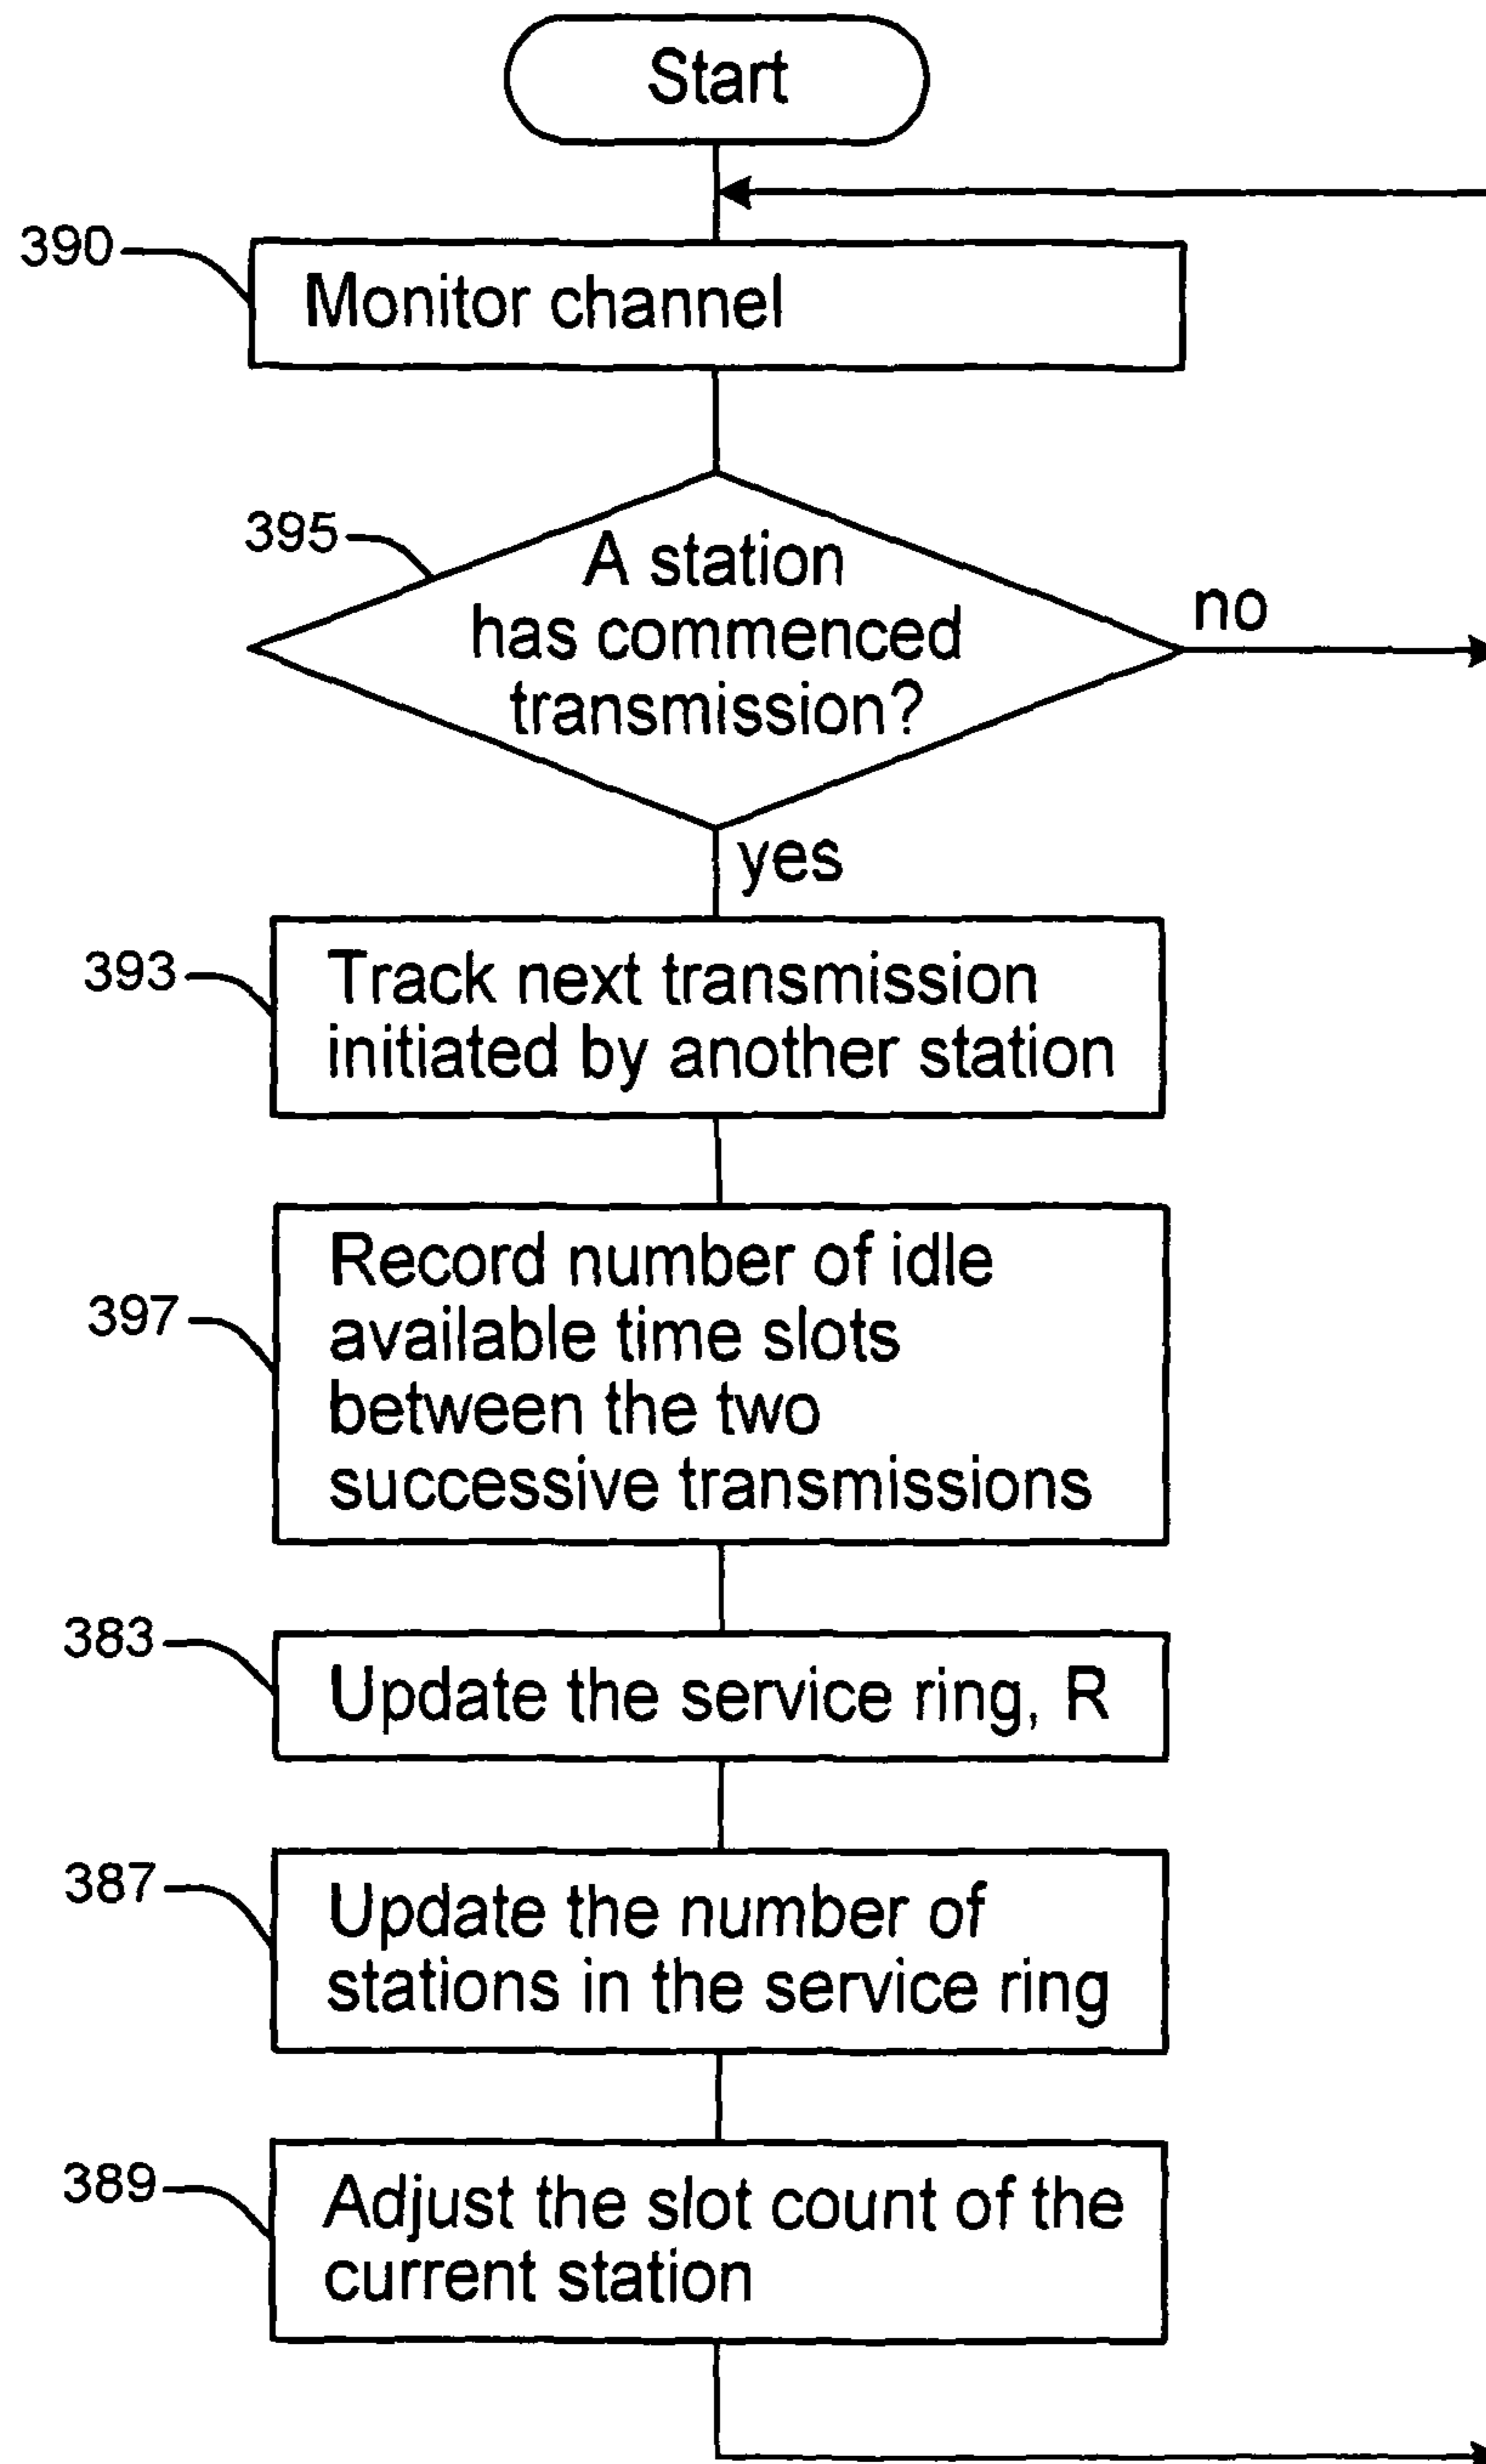 Start
390
Monitor channel
395
A station
has commenced
transmission?
no
yes
393
Track next transmission
initiated by another station
397
Record number of idle
available time slots
between the two
successive transmissions
383
Update the service ring, R
387
Update the number of
stations in the service ring
389
Adjust the slot count of the
current station